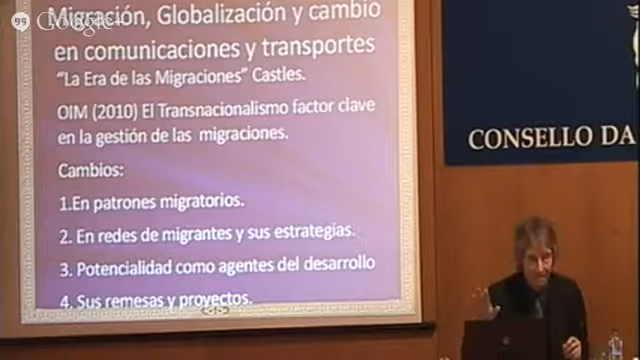 Google+
Migración, Globalización y cambio
en comunicaciones y transportes
"La Era de las Migraciones" Castles.
OIM (2010) El Transnacionalismo factor clave
en la gestión de las migraciones.
Cambios:
1.En patrones migratorios.
2. En redes de migrantes y sus estrategias.
3. Potencialidad como agentes del desarrollo
4. Sus remesas y proyectos.
CONSELLO DA